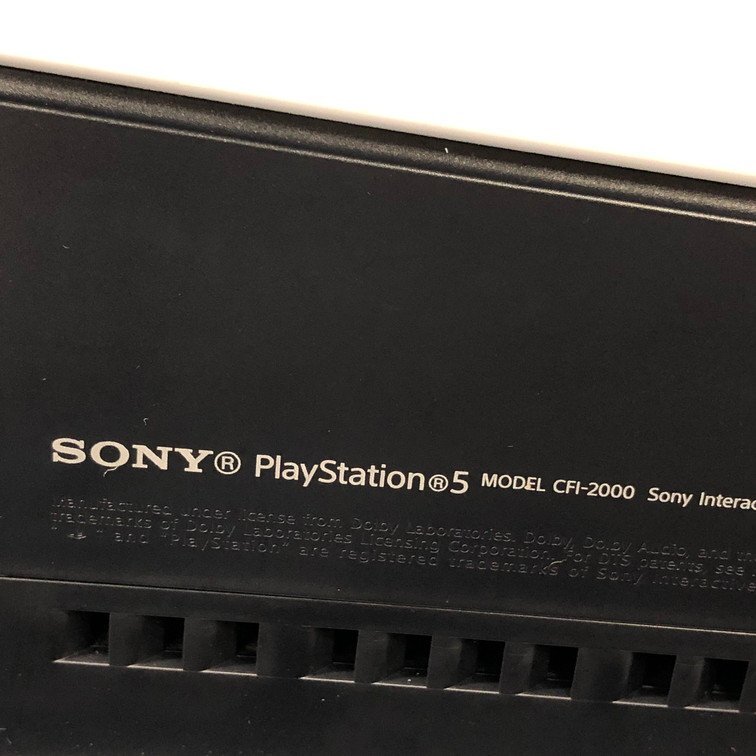 SONY® PlayStation®5 MODEL CFI-2000 Sony Interac
Manufactured under license from Dolby Laboratories. Dolby, Dolby Audio, and th
trademarks of Dolby Laboratories Licensing Corporation. For DTS patents, see
" " and "PlayStation" are registered trademarks of Sony Interactive